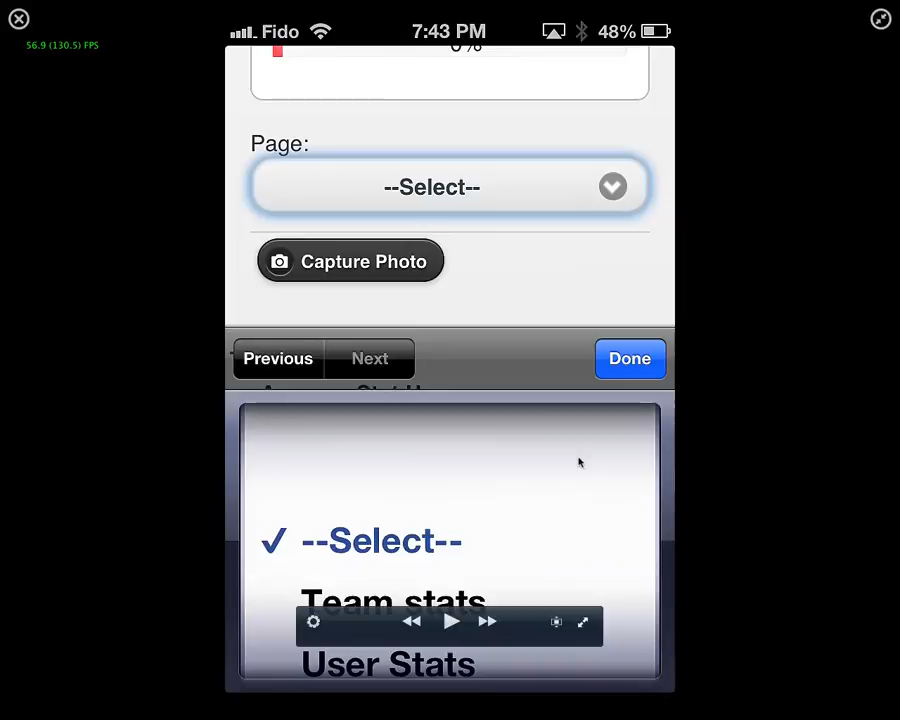 Fido 7:43 PM 48%
56.9 (130.5) FPS
0%
Page:
--Select--
Capture Photo
Previous Next Done
✓ --Select--
Team stats
User Stats